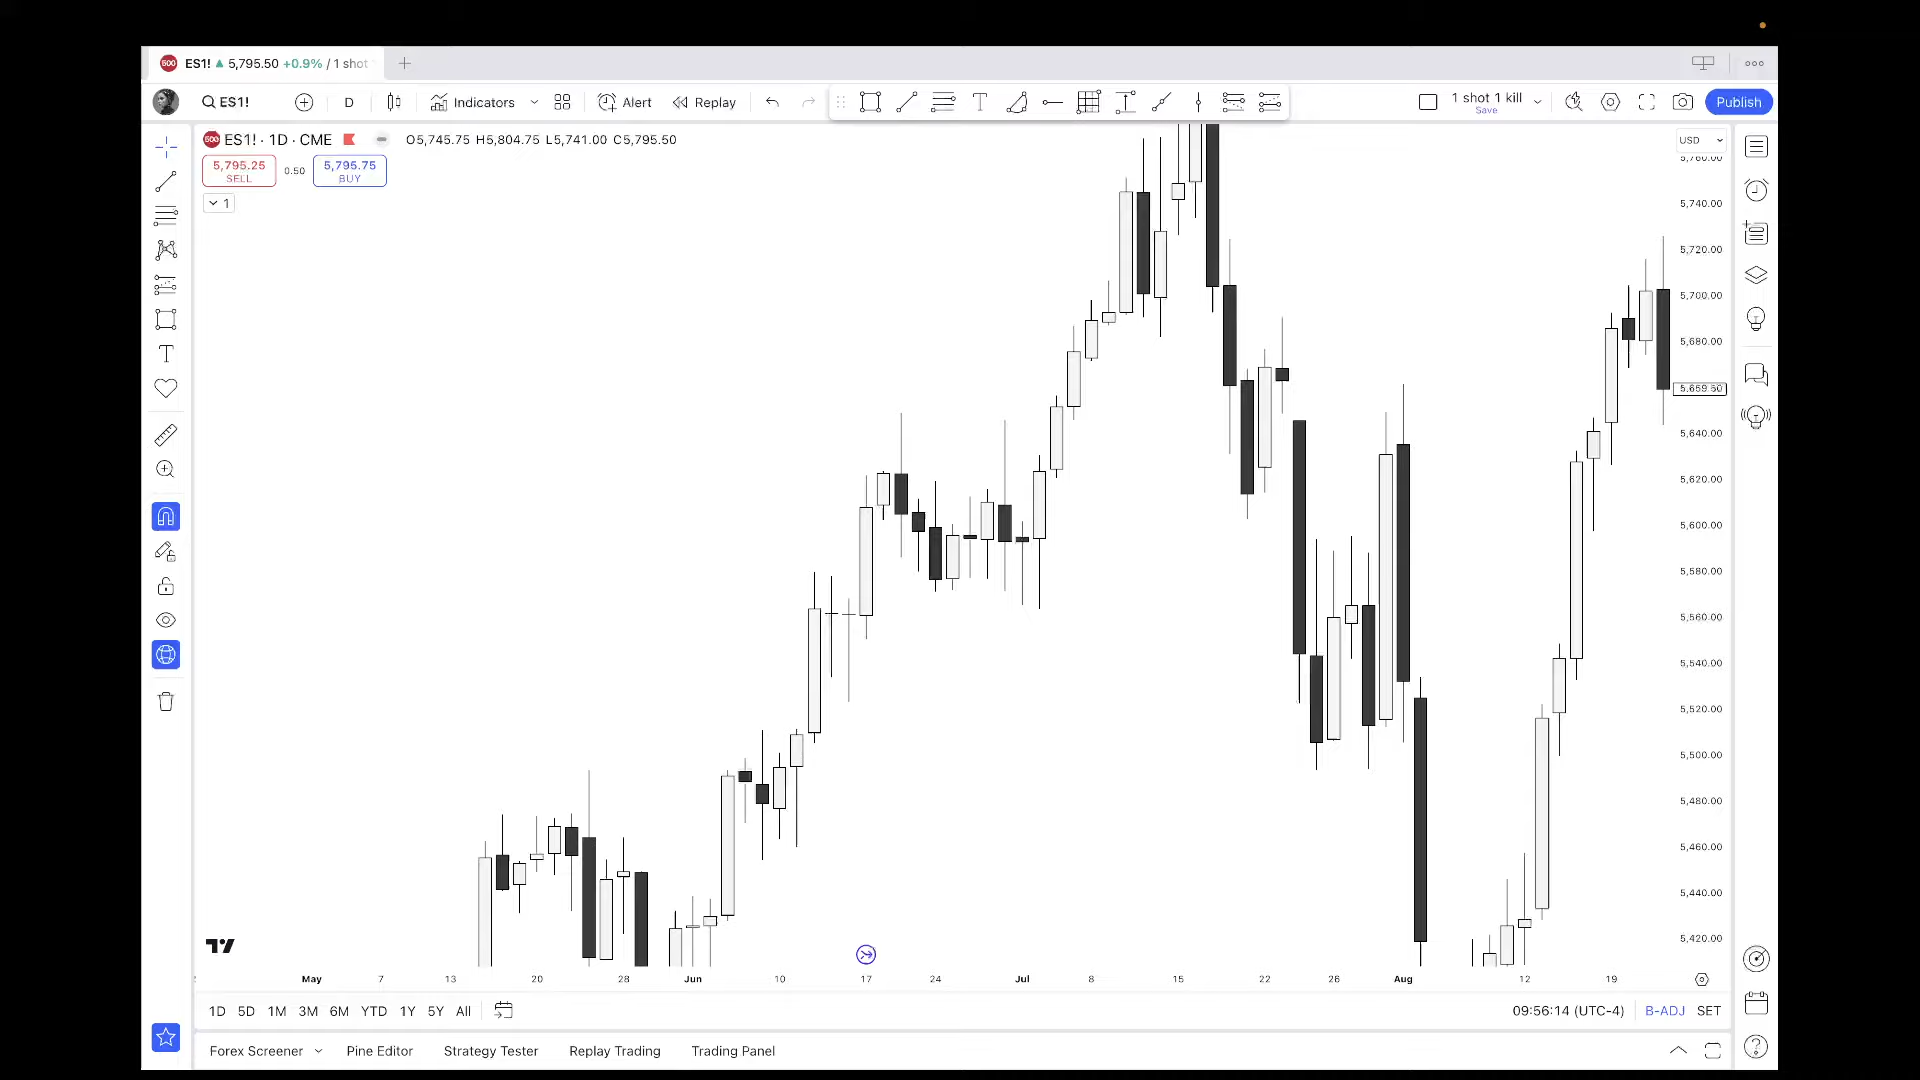 500 ES1! ▲ 5,795.50 +0.9% / 1 shot
ES1! D Indicators Alert Replay 1 shot 1 kill Publish
Save
500 ES1! · 1D · CME O5,745.75 H5,804.75 L5,741.00 C5,795.50
USD
5,760.00
5,795.25 0.50 5,795.75
SELL BUY
1
5,740.00
5,720.00
5,700.00
5,680.00
5,659.50
5,640.00
5,620.00
5,600.00
5,580.00
5,560.00
5,540.00
5,520.00
5,500.00
5,480.00
5,460.00
5,440.00
5,420.00
May 7 13 20 28 Jun 10 17 24 Jul 8 15 22 26 Aug 12 19
1D 5D 1M 3M 6M YTD 1Y 5Y All 09:56:14 (UTC-4) B-ADJ SET
Forex Screener Pine Editor Strategy Tester Replay Trading Trading Panel